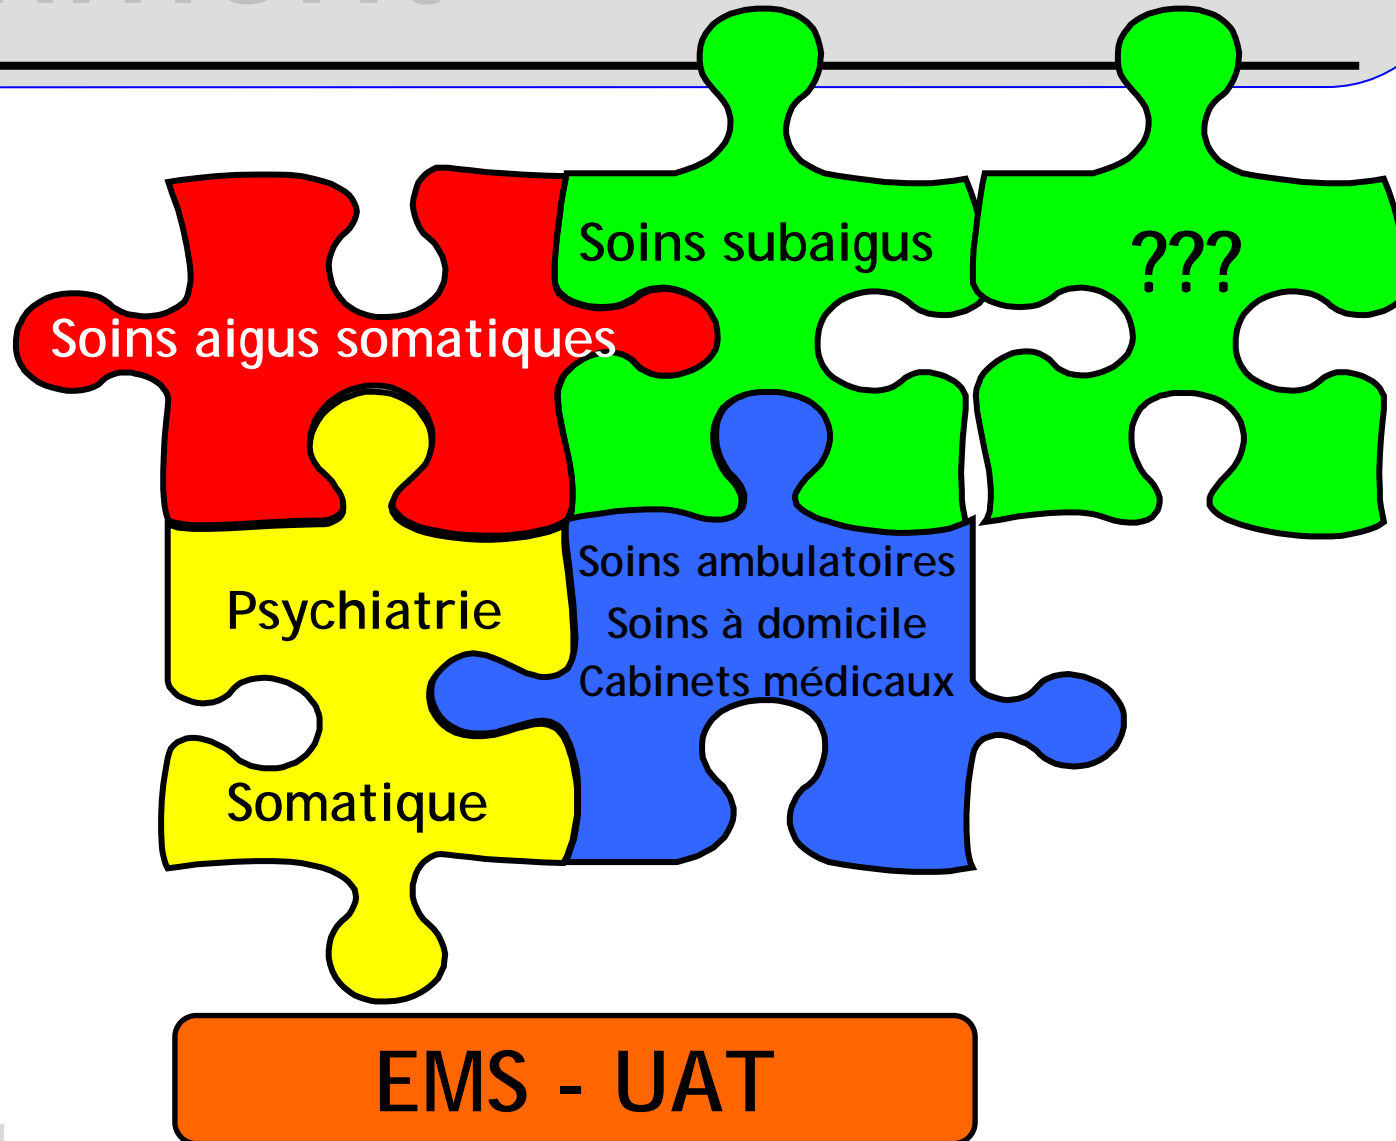 Soins subaigus
???
Soins aigus somatiques
Soins ambulatoires
Soins à domicile
Cabinets médicaux
Psychiatrie
Somatique
EMS - UAT